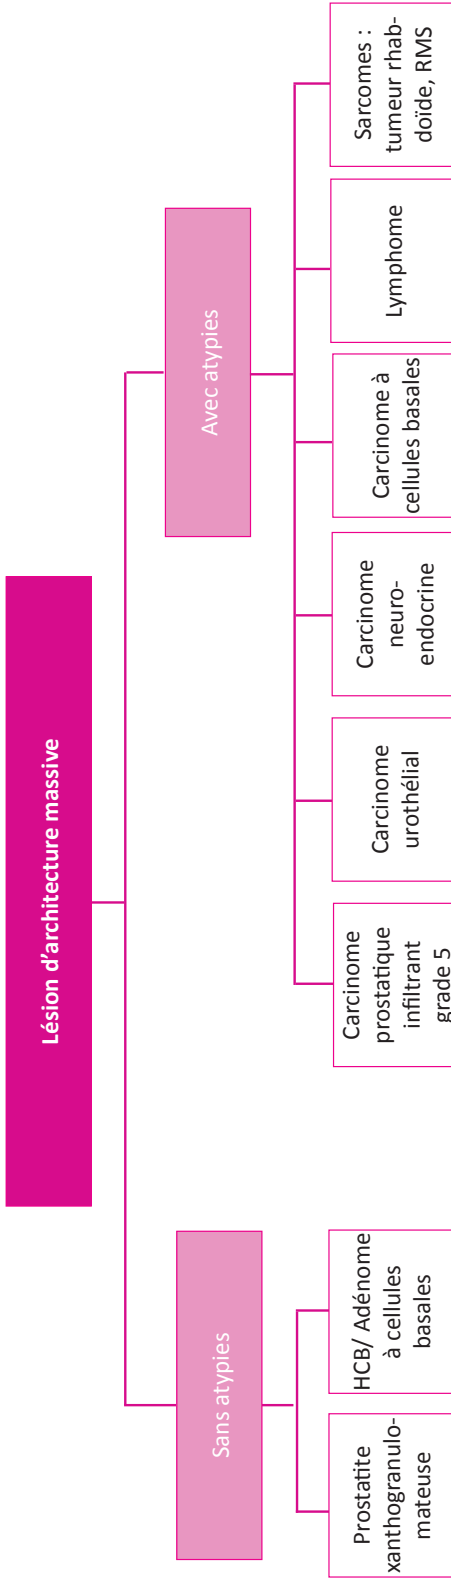 Lésion d’architecture massive
Sans atypies
Avec atypies
Prostatite
xanthogranulo-
mateuse
HCB/ Adénome
à cellules
basales
Carcinome
prostatique
infiltrant
grade 5
Carcinome
urothélial
Carcinome
neuro-
endocrine
Carcinome à
cellules basales
Lymphome
Sarcomes :
tumeur rhab-
doïde, RMS